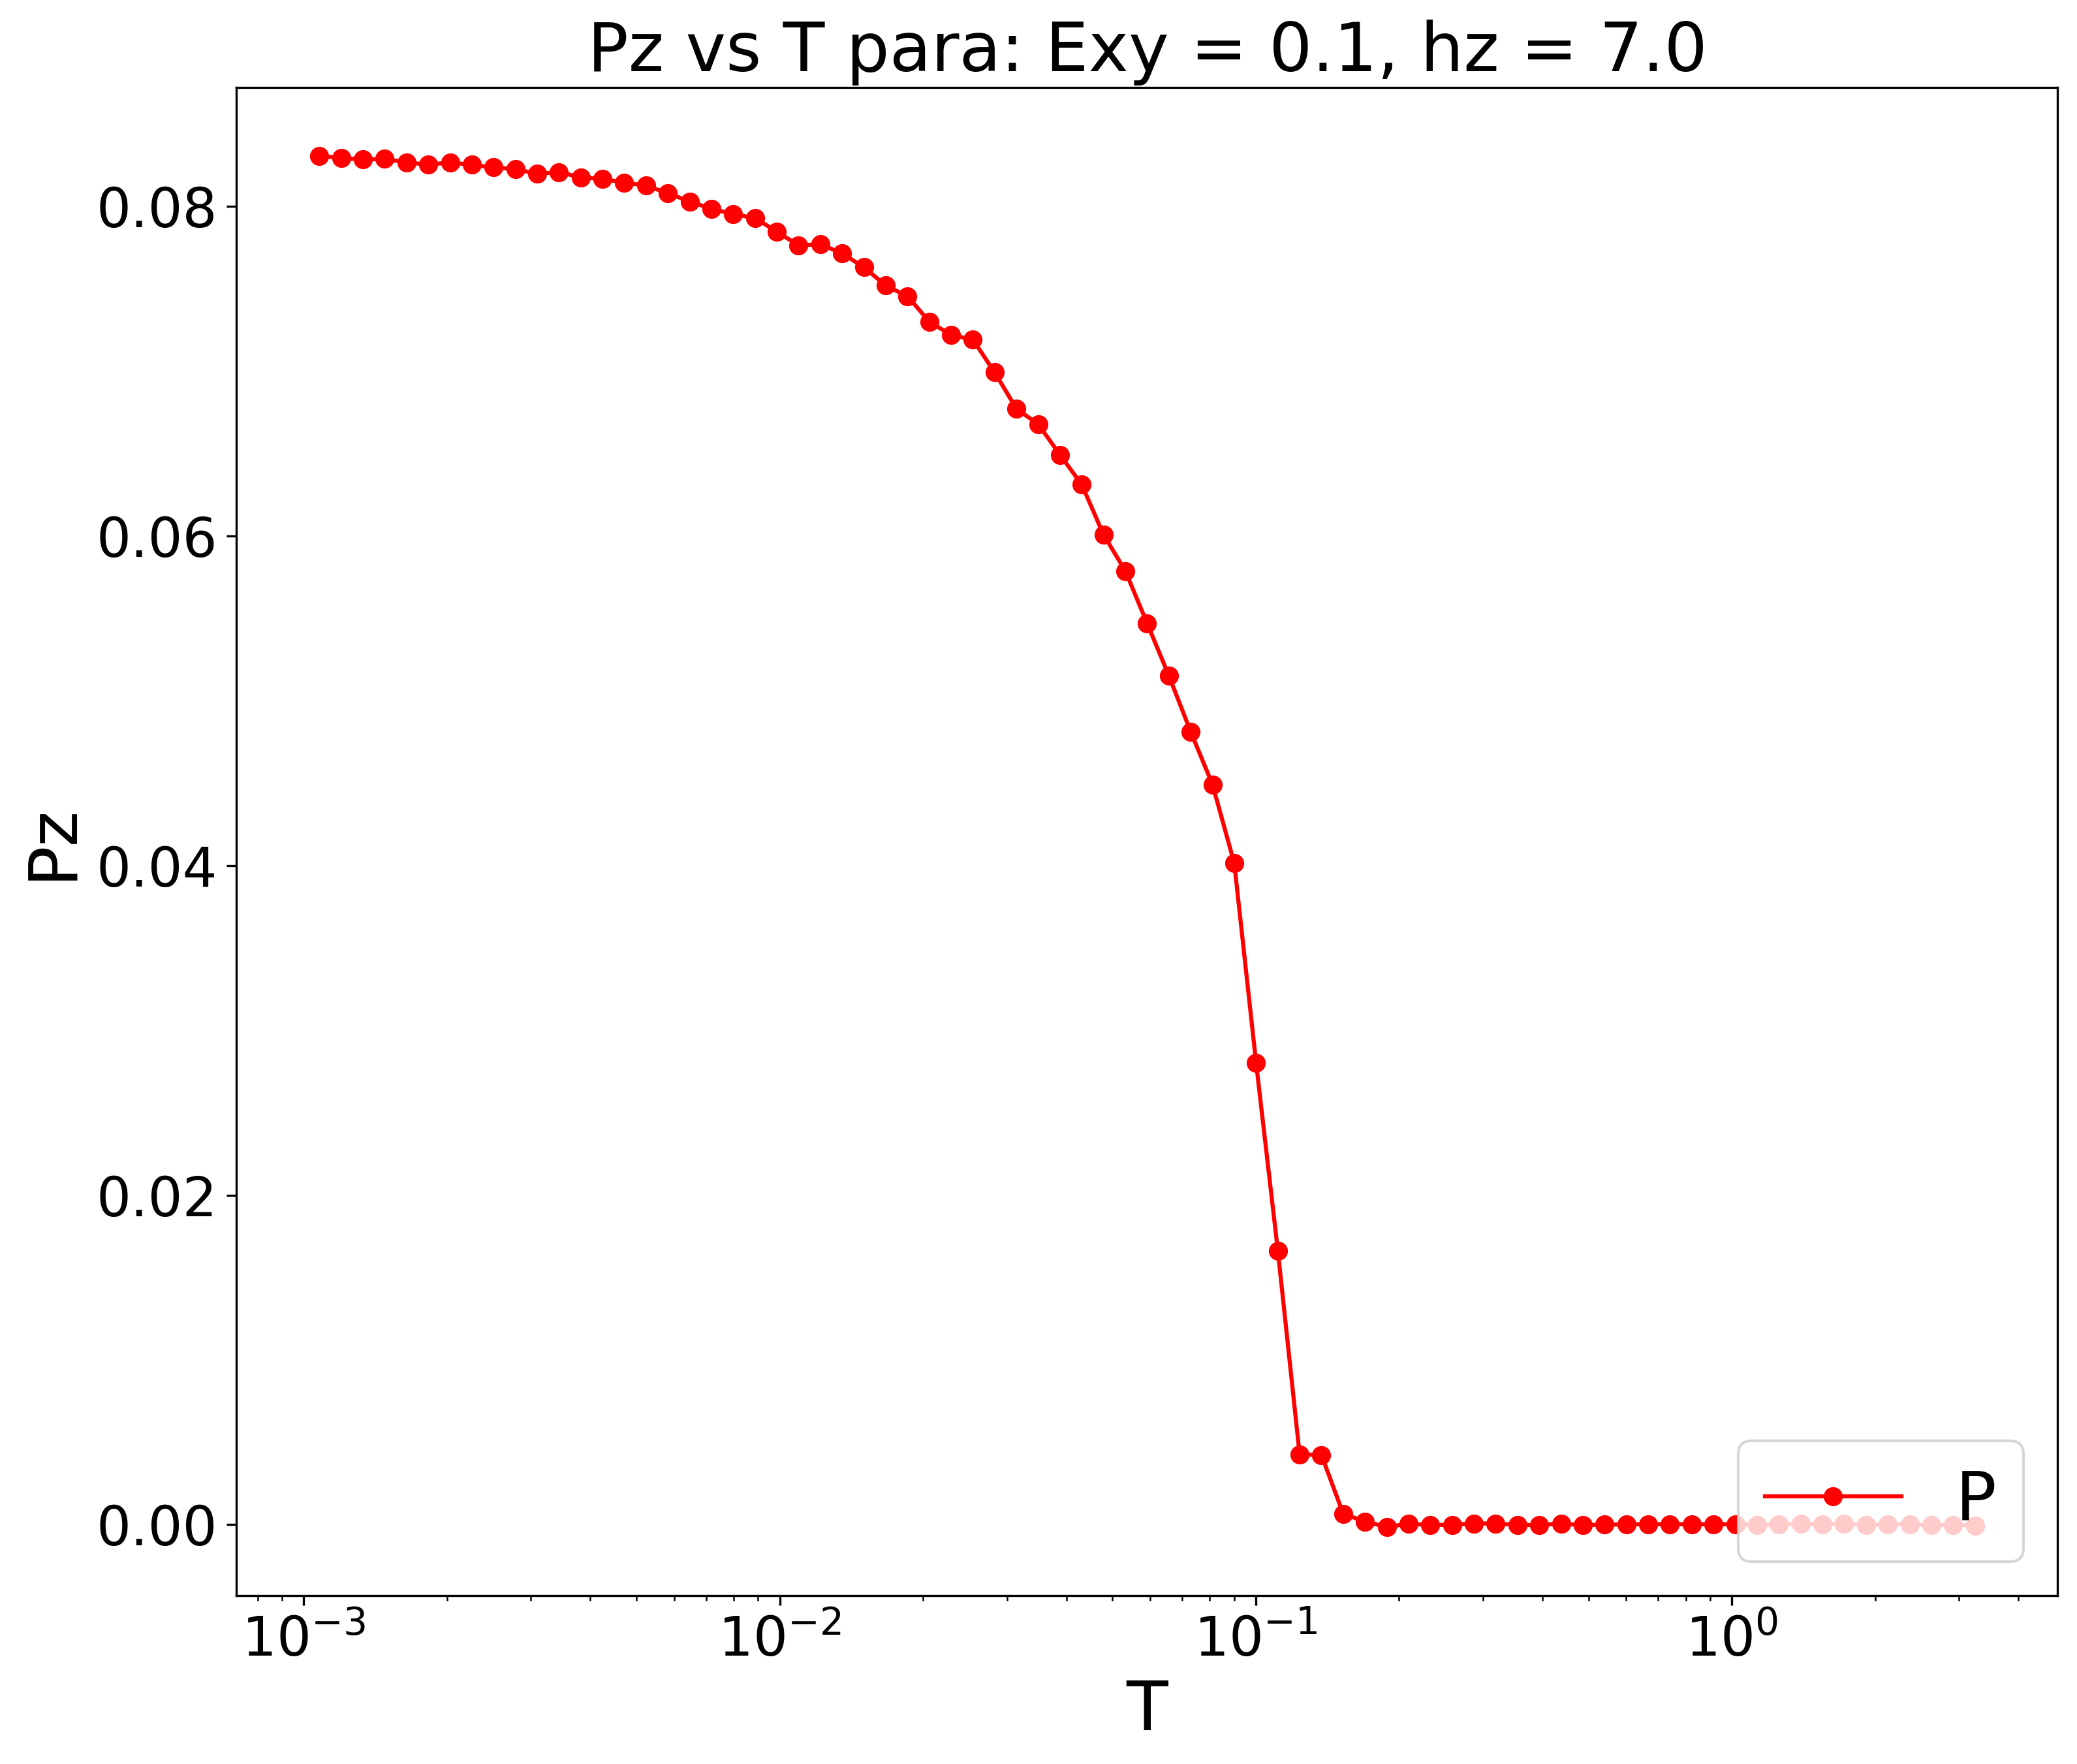 Pz vs T para: Exy = 0.1, hz = 7.0
Pz
0.08
0.06
0.04
0.02
0.00
P
10⁻³
10⁻²
10⁻¹
10⁰
T